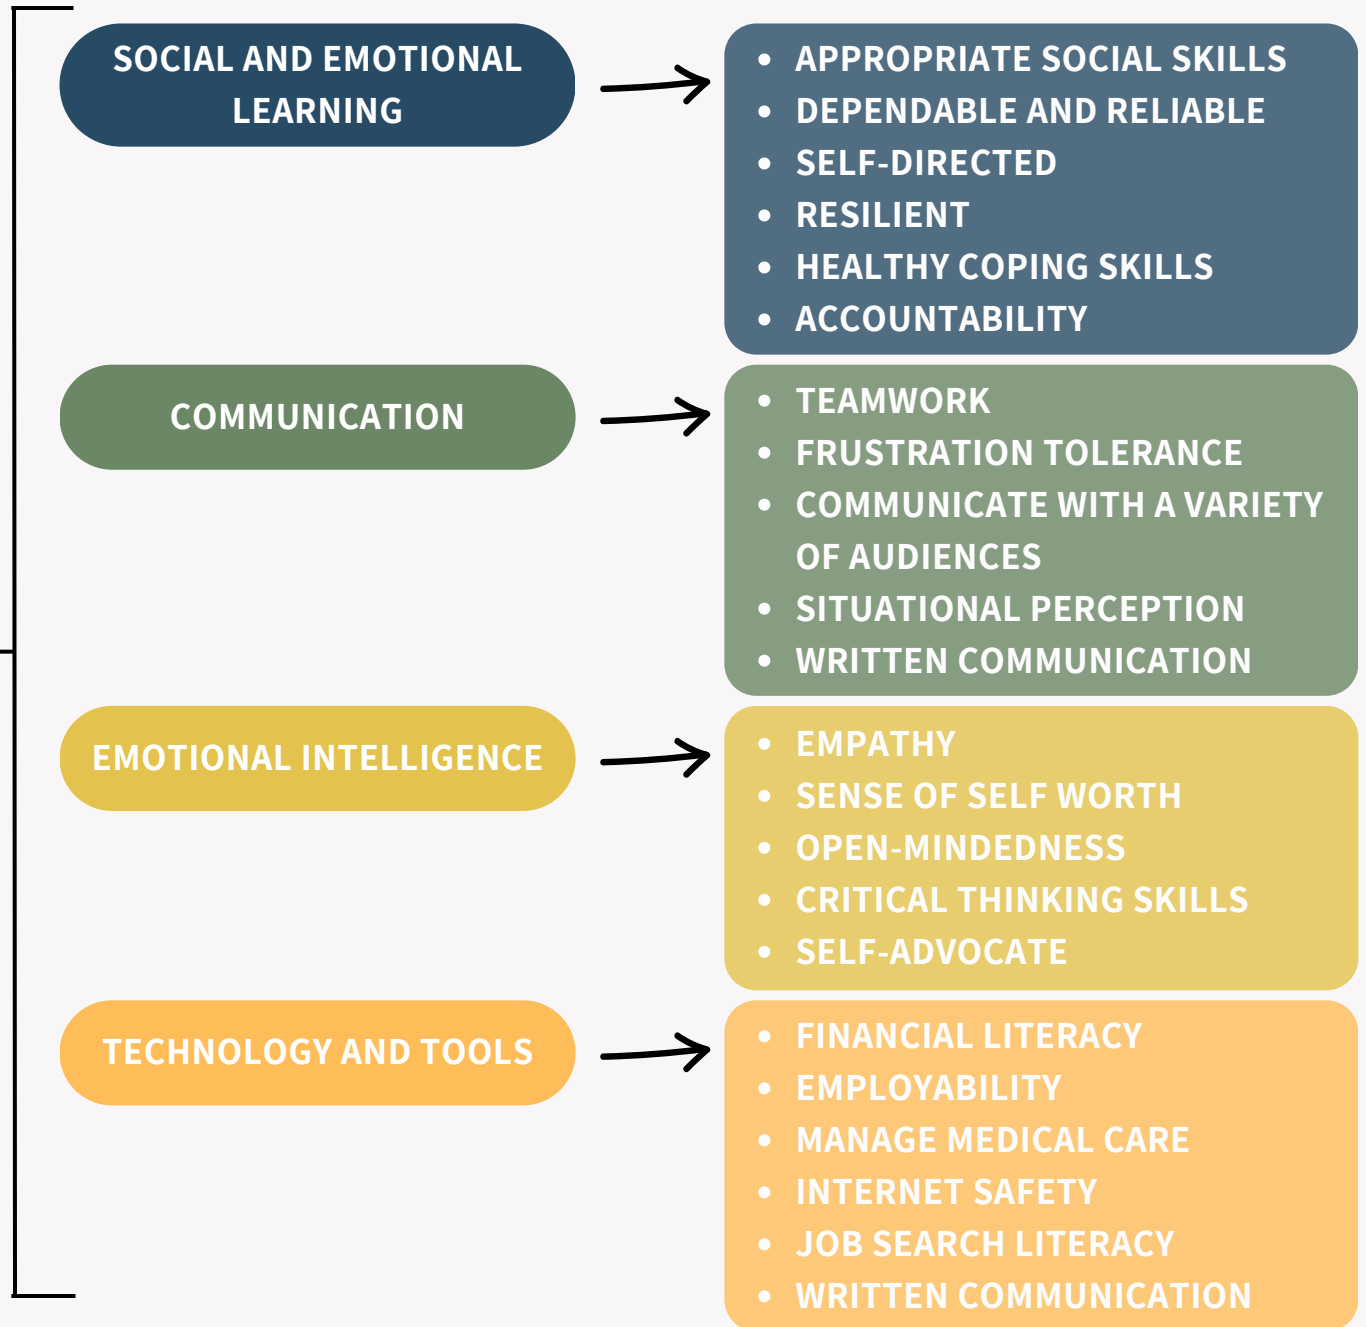 SOCIAL AND EMOTIONAL
LEARNING
• APPROPRIATE SOCIAL SKILLS
• DEPENDABLE AND RELIABLE
• SELF-DIRECTED
• RESILIENT
• HEALTHY COPING SKILLS
• ACCOUNTABILITY
COMMUNICATION
• TEAMWORK
• FRUSTRATION TOLERANCE
• COMMUNICATE WITH A VARIETY
OF AUDIENCES
• SITUATIONAL PERCEPTION
• WRITTEN COMMUNICATION
EMOTIONAL INTELLIGENCE
• EMPATHY
• SENSE OF SELF WORTH
• OPEN-MINDEDNESS
• CRITICAL THINKING SKILLS
• SELF-ADVOCATE
TECHNOLOGY AND TOOLS
• FINANCIAL LITERACY
• EMPLOYABILITY
• MANAGE MEDICAL CARE
• INTERNET SAFETY
• JOB SEARCH LITERACY
• WRITTEN COMMUNICATION